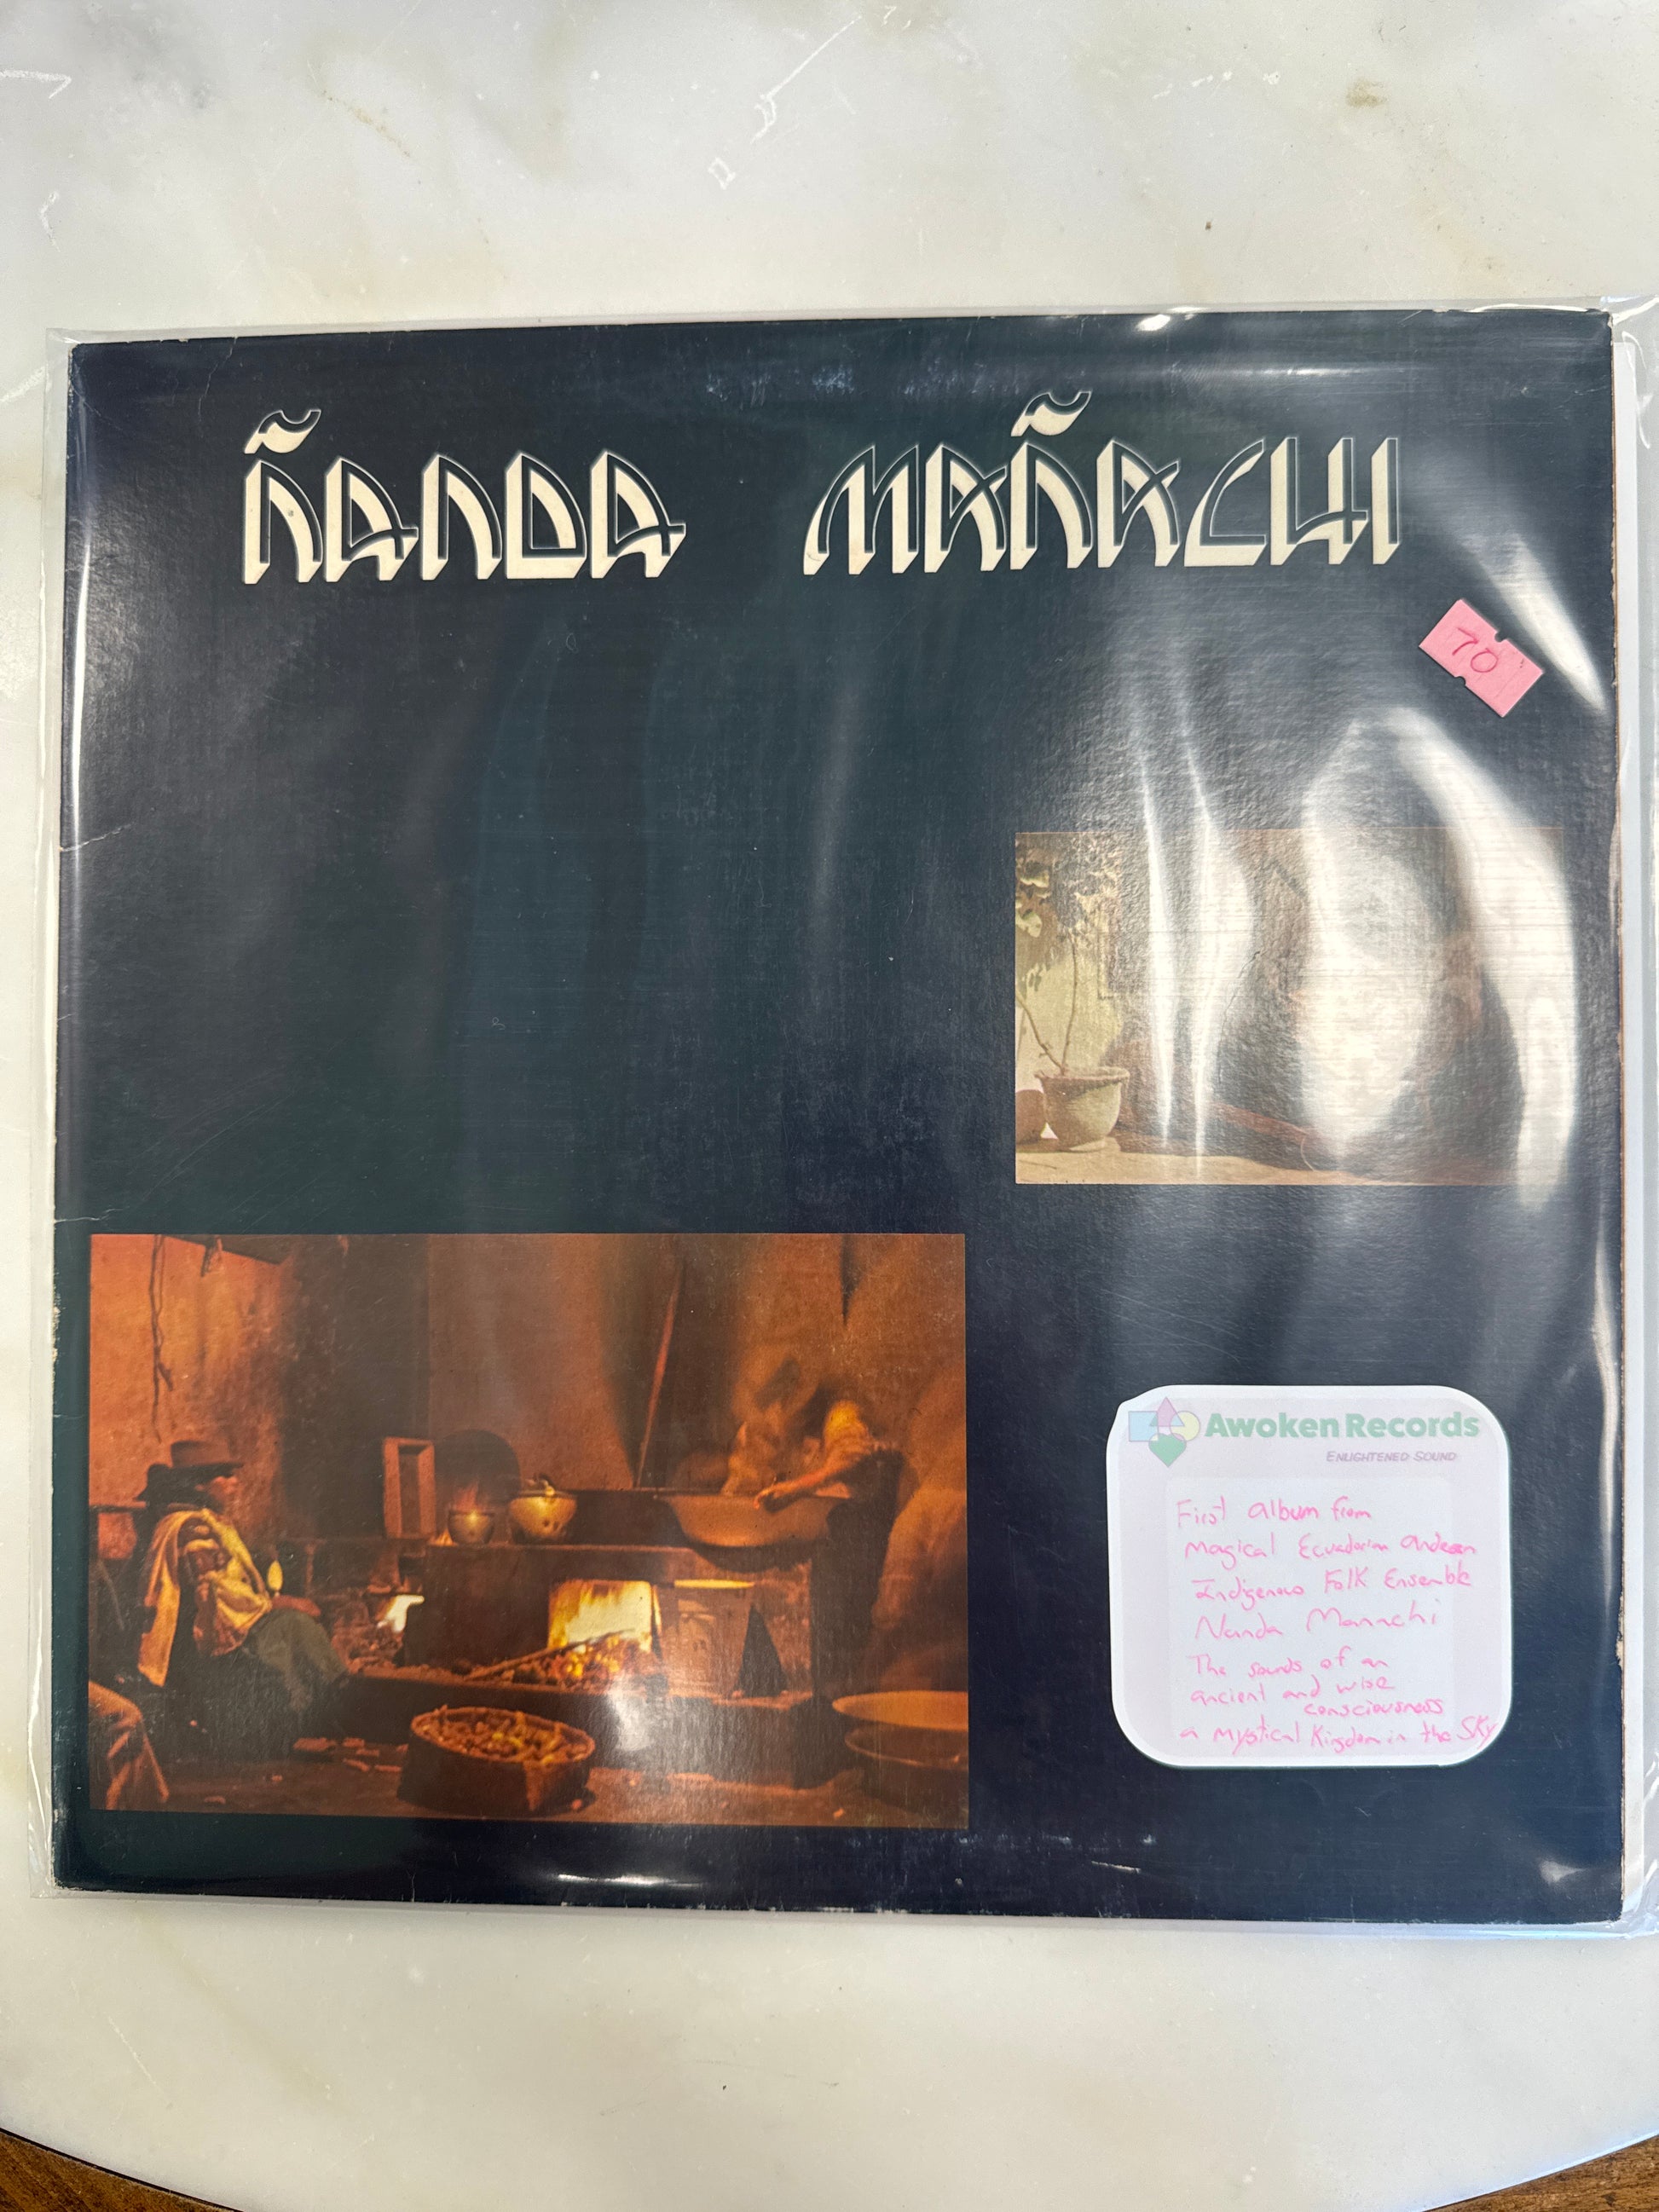 ÑANDA MAÑACHI
70
Awoken Records
ENLIGHTENED SOUND
First album from
Magical Ecuadorian andean
Indigenous Folk Ensemble
Nanda Manachi
The sounds of an
ancient and wise
consciousness
a mystical Kingdom in the Sky